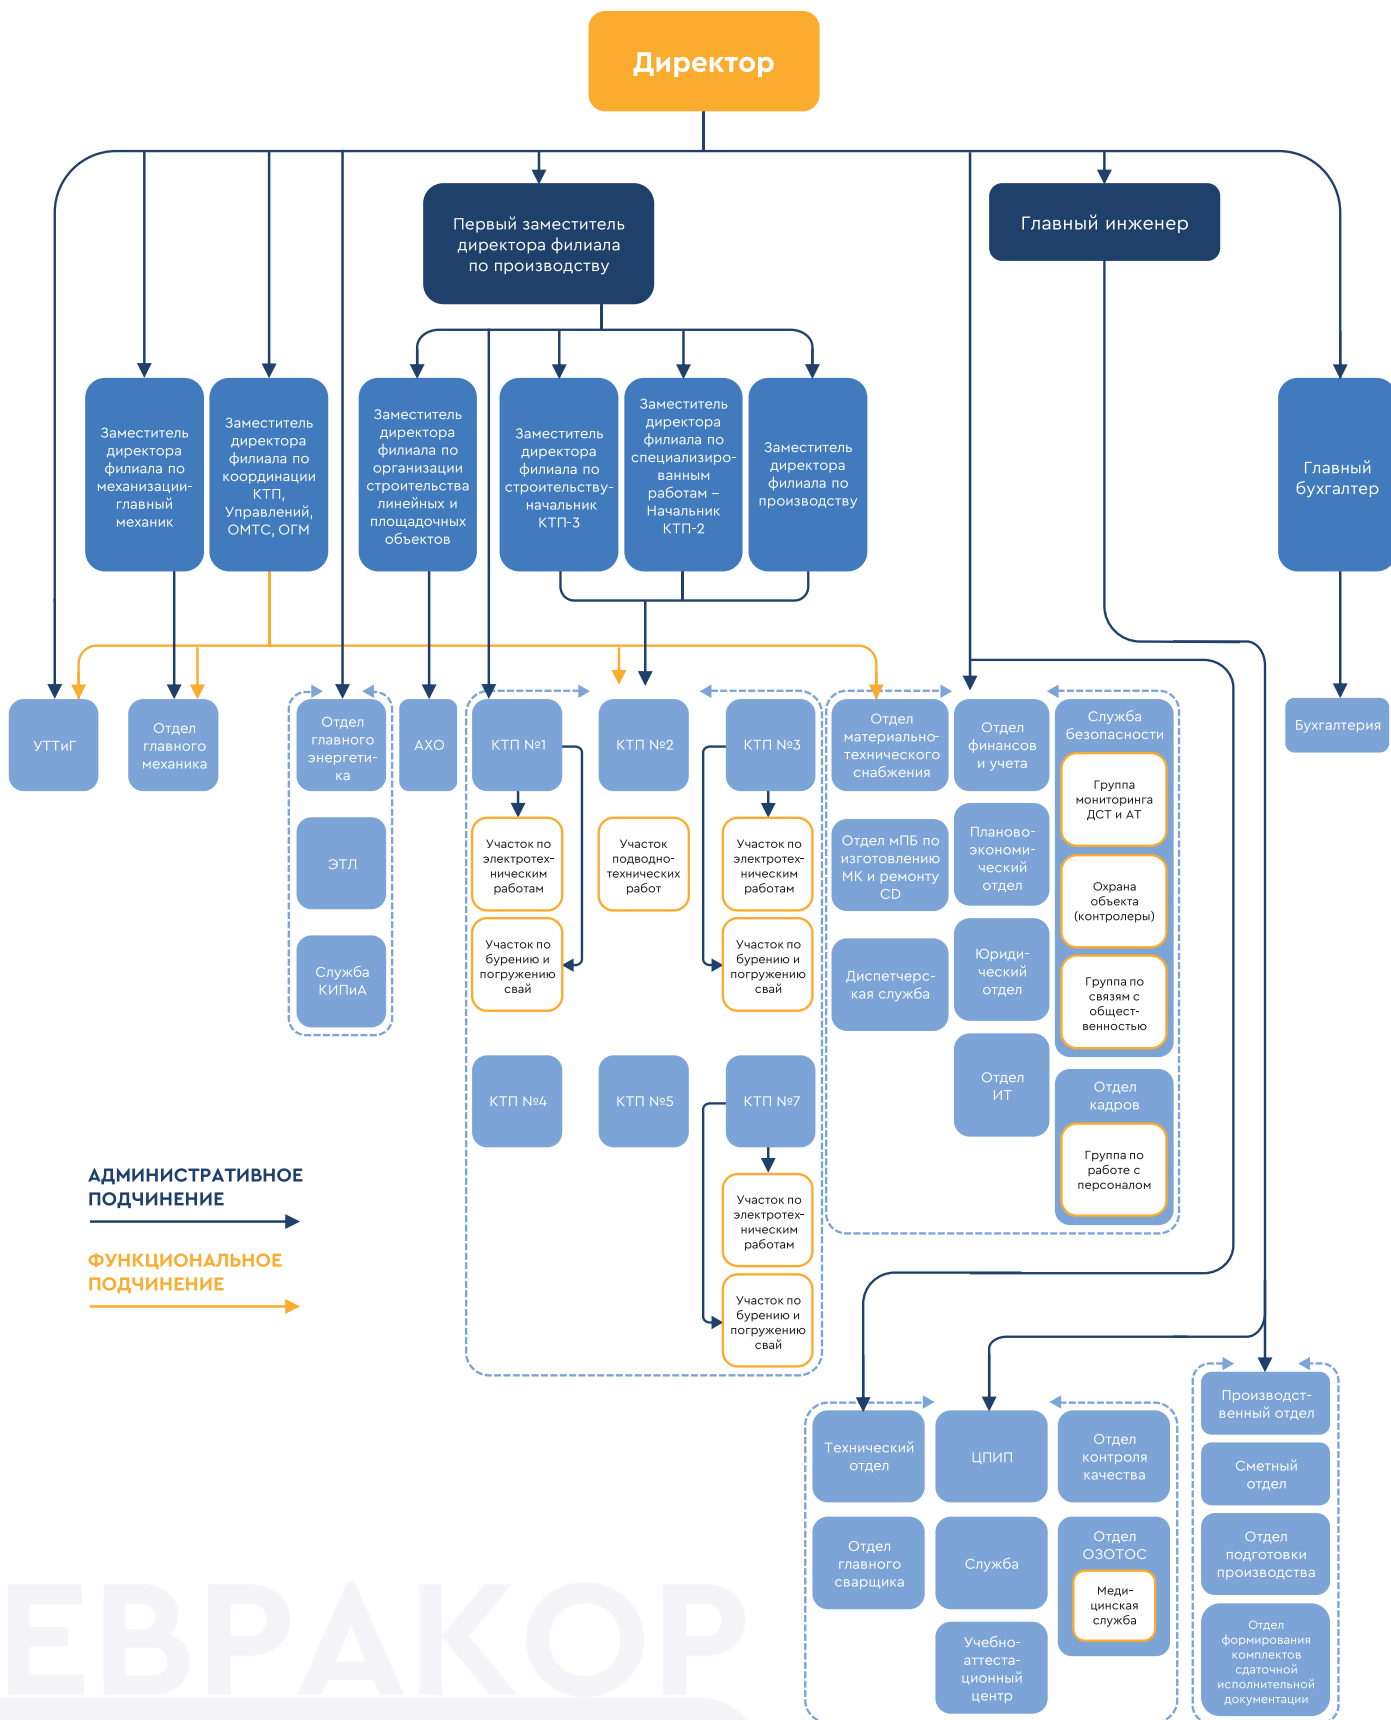 Директор
Первый заместитель
директора филиала
по производству
Главный инженер
Заместитель
директора
филиала по
механизации-
главный
механик
Заместитель
директора
филиала по
координации
КТП,
Управлений,
ОМТС, ОГМ
Заместитель
директора
филиала по
организации
строительства
линейных и
площадочных
объектов
Заместитель
директора
филиала по
строительству-
начальник
КТП-3
Заместитель
директора
филиала по
специализиро-
ванным
работам –
Начальник
КТП-2
Заместитель
директора
филиала по
производству
Главный
бухгалтер
УТТиГ
Отдел
главного
механика
Отдел
главного
энергети-
ка
АХО
КТП №1
КТП №2
КТП №3
Отдел
материально-
технического
снабжения
Отдел
финансов
и учета
Служба
безопасности
Бухгалтерия
Группа
мониторинга
ДСТ и АТ
ЭТЛ
Участок по
электротех-
ническим
работам
Участок
подводно-
технических
работ
Участок по
электротех-
ническим
работам
Отдел мПБ по
изготовлению
МК и ремонту
CD
Планово-
экономи-
ческий
отдел
Охрана
объекта
(контролеры)
Служба
КИПиА
Участок по
бурению и
погружению
свай
Участок по
бурению и
погружению
свай
Диспетчерс-
кая служба
Юриди-
ческий
отдел
Группа по
связям с
общест-
венностью
КТП №4
КТП №5
КТП №7
Отдел
ИТ
Отдел
кадров
Группа по
работе с
персоналом
Участок по
электротех-
ническим
работам
Участок по
бурению и
погружению
свай
АДМИНИСТРАТИВНОЕ
ПОДЧИНЕНИЕ
ФУНКЦИОНАЛЬНОЕ
ПОДЧИНЕНИЕ
Технический
отдел
ЦПИП
Отдел
контроля
качества
Производст-
венный отдел
Сметный
отдел
Отдел
главного
сварщика
Служба
Отдел
ОЗОТОС
Меди-
цинская
служба
Отдел
подготовки
производства
Учебно-
аттеста-
ционный
центр
Отдел
формирования
комплектов
сдаточной
исполнительной
документации
ЕВРАКОР